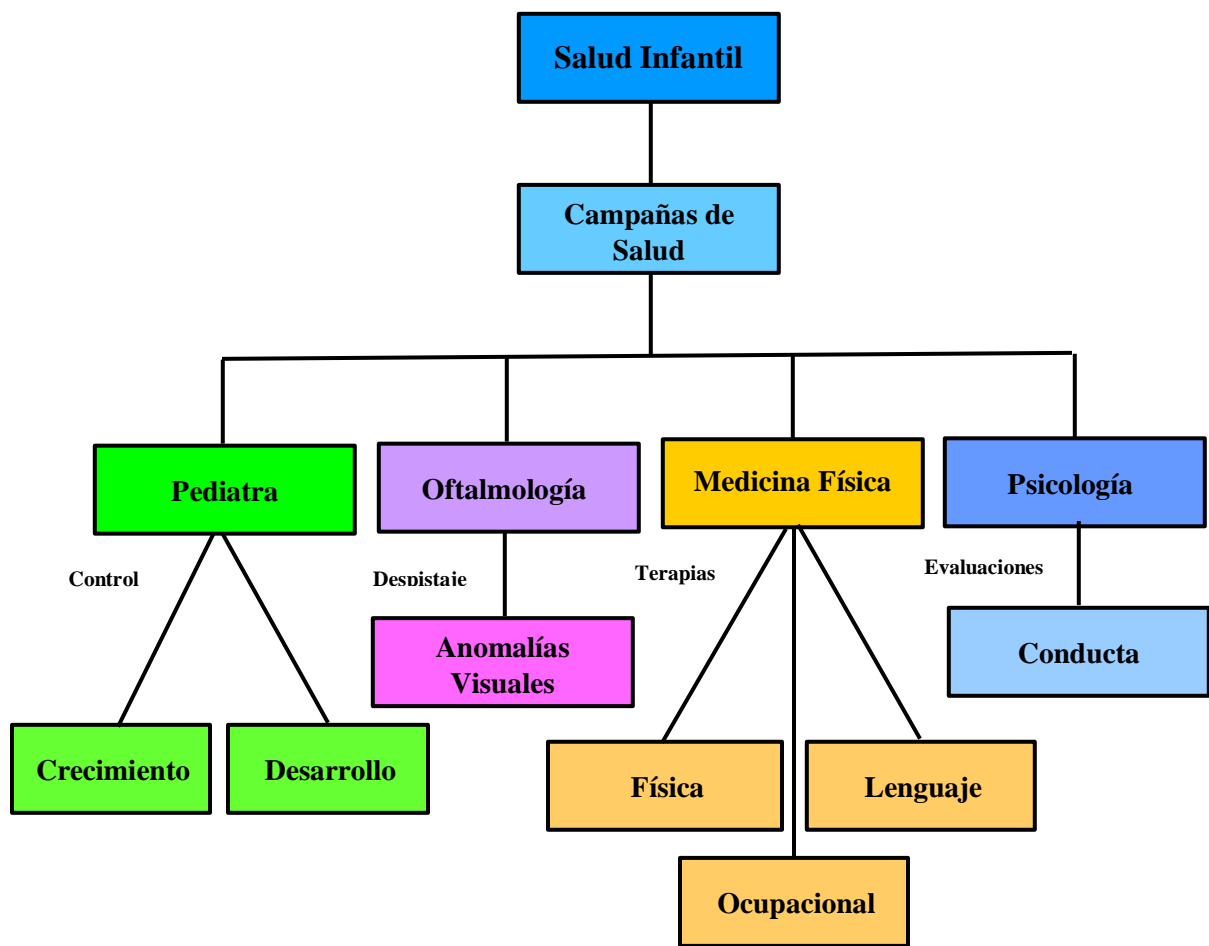 Salud Infantil
Campañas de
Salud
Pediatra
Oftalmología
Medicina Física
Psicología
Control
Despistaje
Terapias
Evaluaciones
Anomalías
Visuales
Conducta
Crecimiento
Desarrollo
Física
Lenguaje
Ocupacional